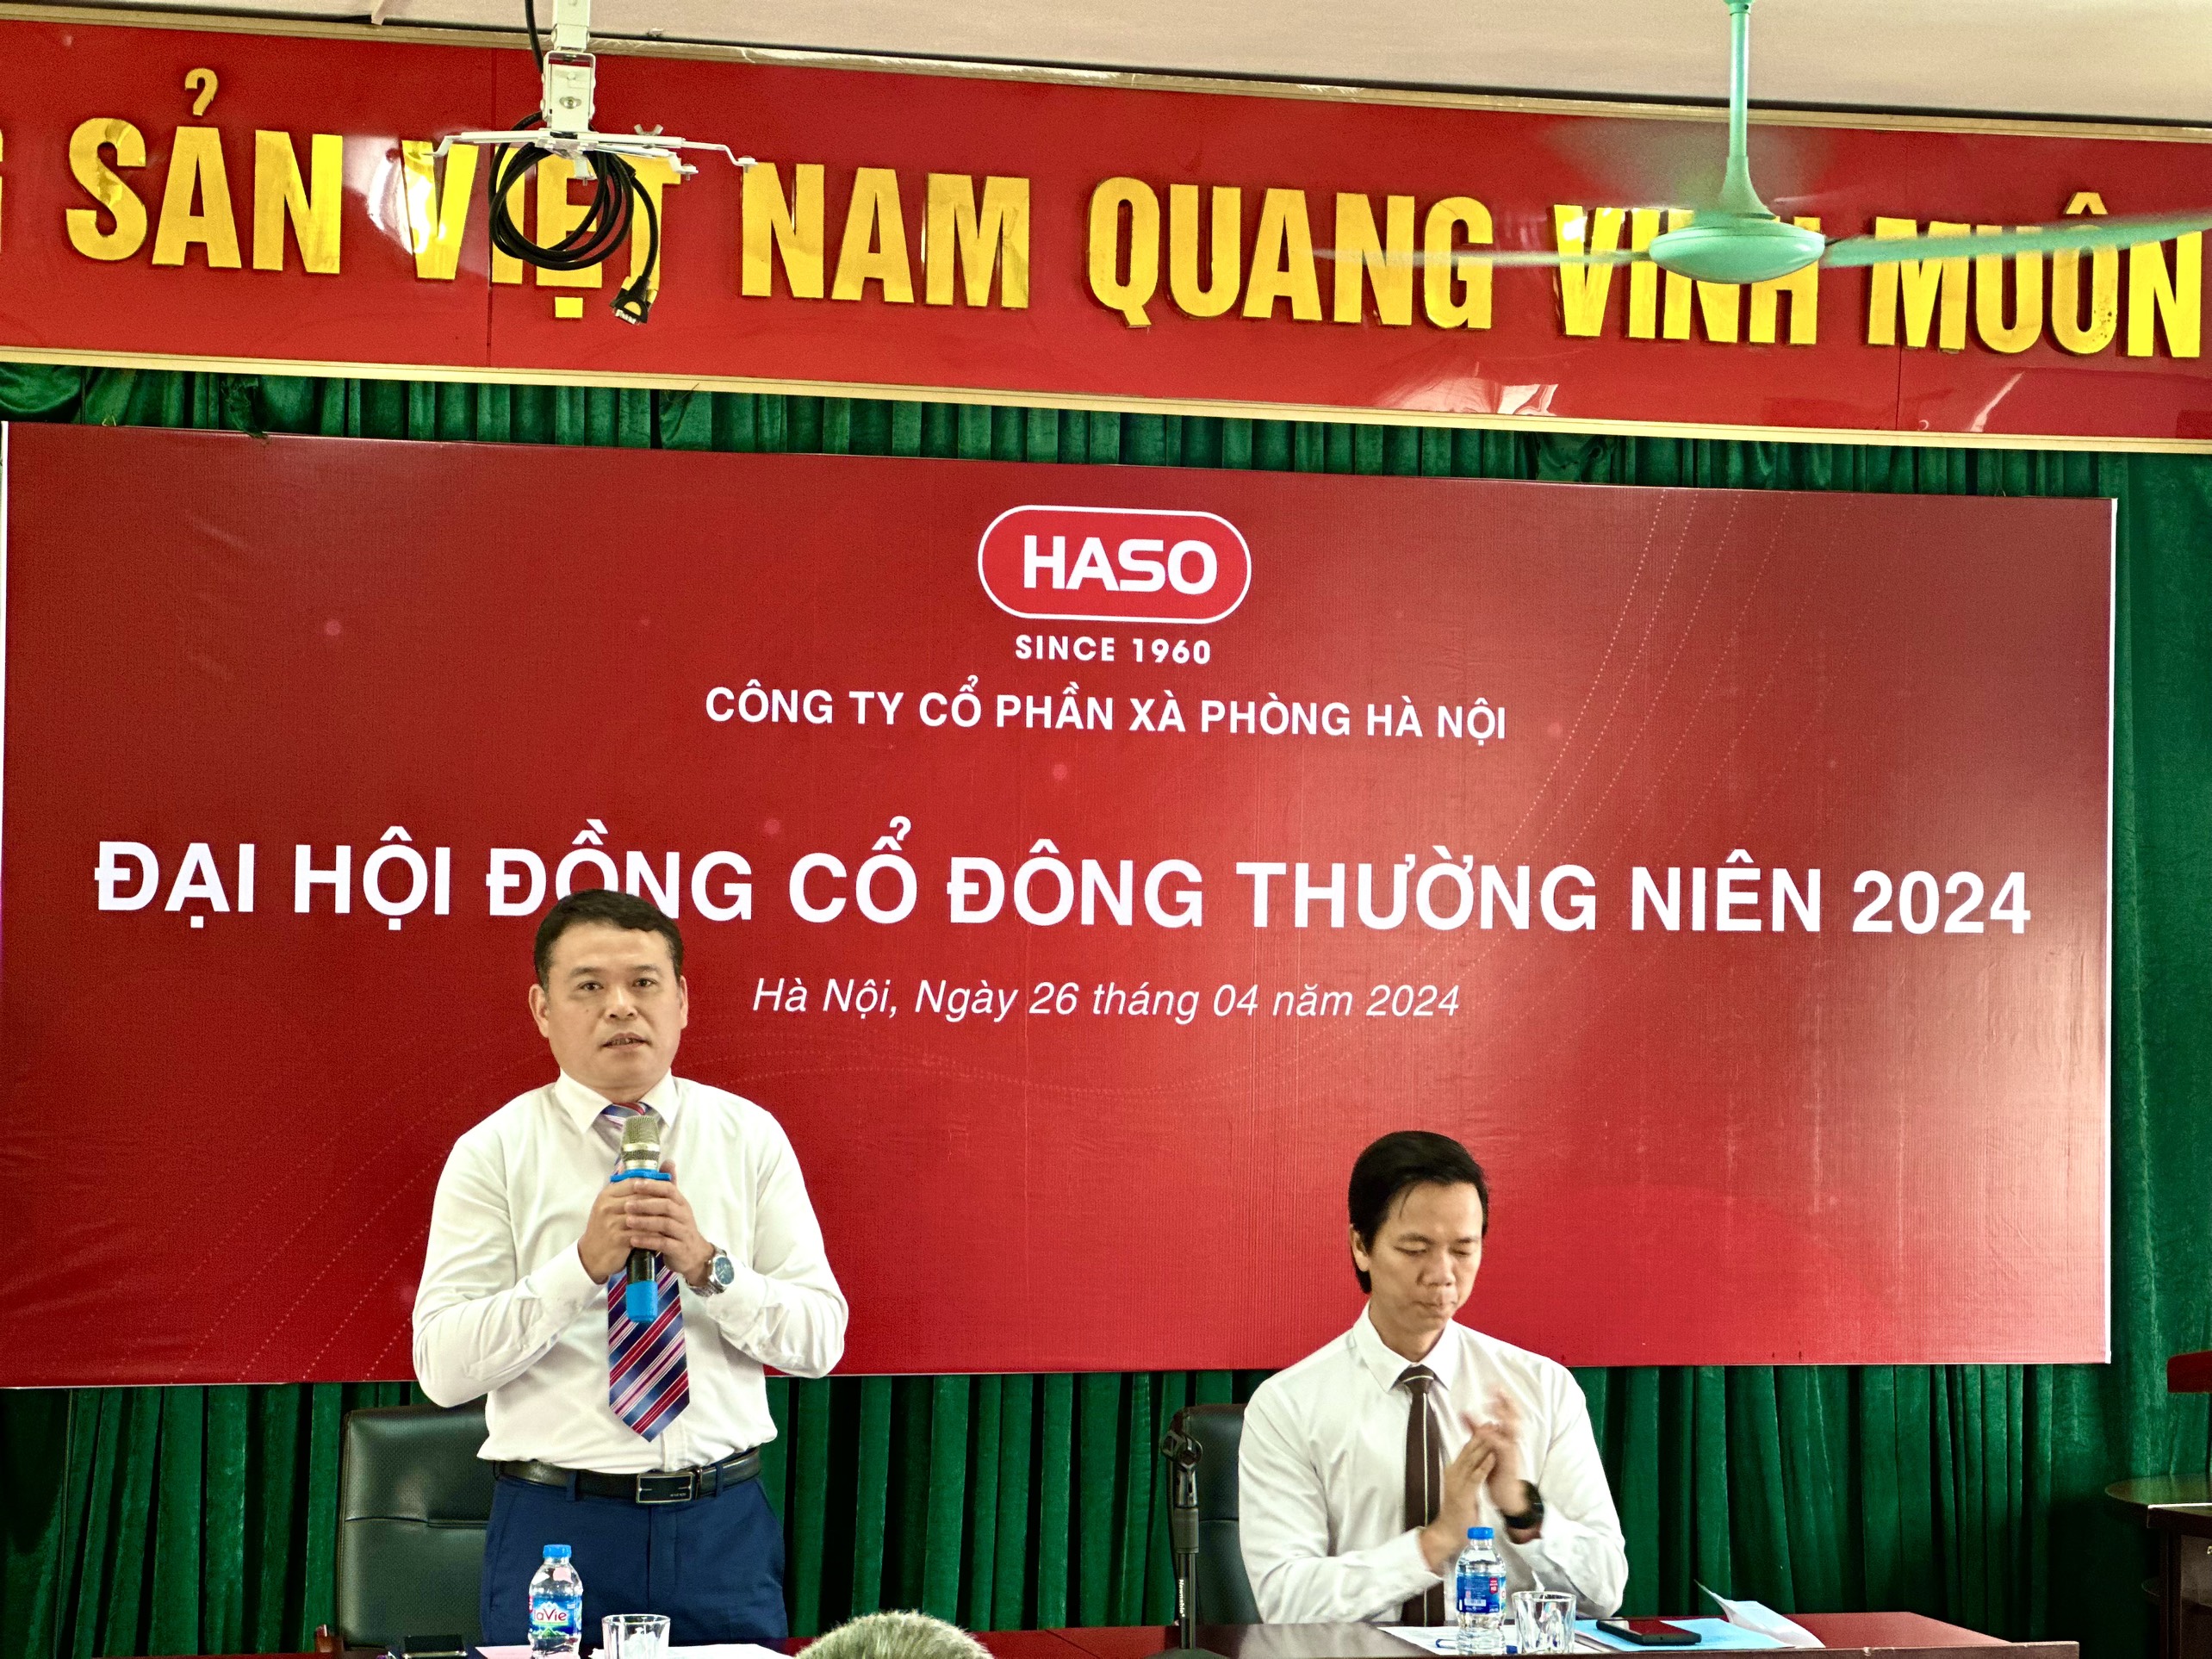 SẢN VIỆT NAM QUANG VINH MUÔN
HASO
SINCE 1960
CÔNG TY CỔ PHẦN XÀ PHÒNG HÀ NỘI
ĐẠI HỘI ĐỒNG CỔ ĐÔNG THƯỜNG NIÊN 2024
Hà Nội, Ngày 26 tháng 04 năm 2024
LaVie